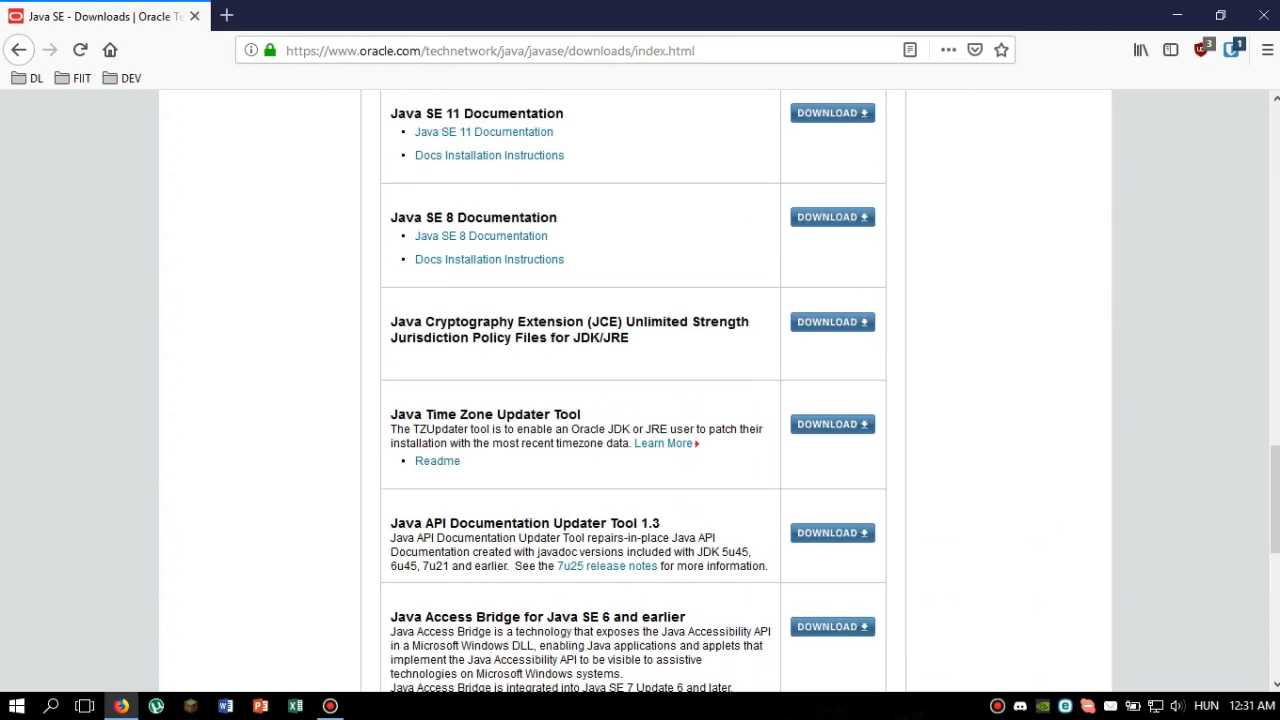 Java SE - Downloads | Oracle Te
https://www.oracle.com/technetwork/java/javase/downloads/index.html
3
1
DL
FIIT
DEV
Java SE 11 Documentation
DOWNLOAD
Java SE 11 Documentation
Docs Installation Instructions
Java SE 8 Documentation
DOWNLOAD
Java SE 8 Documentation
Docs Installation Instructions
Java Cryptography Extension (JCE) Unlimited Strength
DOWNLOAD
Jurisdiction Policy Files for JDK/JRE
Java Time Zone Updater Tool
DOWNLOAD
The TZUpdater tool is to enable an Oracle JDK or JRE user to patch their
installation with the most recent timezone data. Learn More
Readme
Java API Documentation Updater Tool 1.3
DOWNLOAD
Java API Documentation Updater Tool repairs-in-place Java API
Documentation created with javadoc versions included with JDK 5u45,
6u45, 7u21 and earlier. See the 7u25 release notes for more information.
Java Access Bridge for Java SE 6 and earlier
DOWNLOAD
Java Access Bridge is a technology that exposes the Java Accessibility API
in a Microsoft Windows DLL, enabling Java applications and applets that
implement the Java Accessibility API to be visible to assistive
technologies on Microsoft Windows systems.
Java Access Bridge is integrated into Java SE 7 Update 6 and later.
HUN
12:31 AM